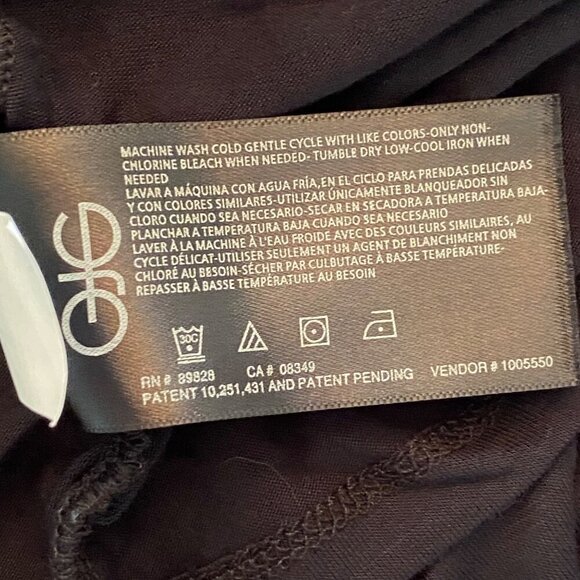 MACHINE WASH COLD GENTLE CYCLE WITH LIKE COLORS-ONLY NON-
CHLORINE BLEACH WHEN NEEDED- TUMBLE DRY LOW-COOL IRON WHEN
NEEDED
LAVAR A MÁQUINA CON AGUA FRÍA,EN EL CICLO PARA PRENDAS DELICADAS
Y CON COLORES SIMILARES-UTILIZAR ÚNICAMENTE BLANQUEADOR SIN
CLORO CUANDO SEA NECESARIO-SECAR EN SECADORA A TEMPERATURA BAJA-
PLANCHAR A TEMPERATURA BAJA CUANDO SEA NECESARIO
LAVER À LA MACHINE À L'EAU FROIDE AVEC DES COULEURS SIMILAIRES, AU
CYCLE DÉLICAT-UTILISER SEULEMENT UN AGENT DE BLANCHIMENT NON
CHLORÉ AU BESOIN-SÉCHER PAR CULBUTAGE À BASSE TEMPÉRATURE-
REPASSER À BASSE TEMPÉRATURE AU BESOIN
30C
RN # 89828 CA # 08349
PATENT 10,251,431 AND PATENT PENDING VENDOR # 1005550